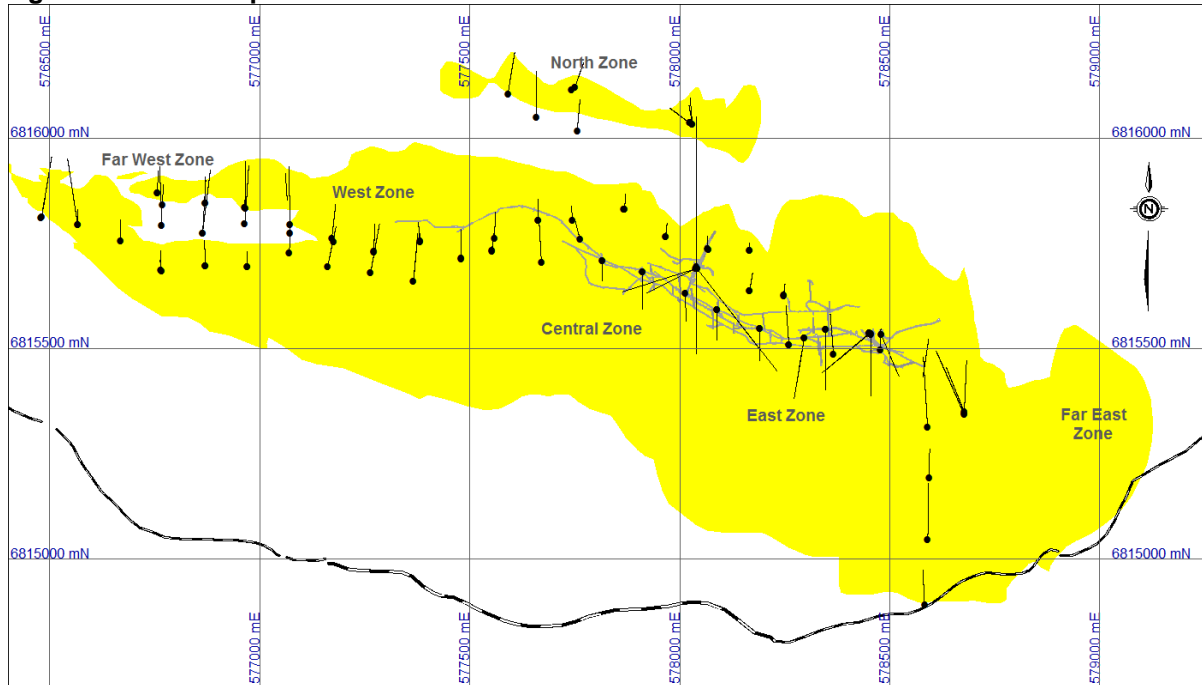 576500 mE
577000 mE
577500 mE
578000 mE
578500 mE
579000 mE
North Zone
6816000 mN
6816000 mN
Far West Zone
West Zone
N
Central Zone
6815500 mN
6815500 mN
East Zone
Far East
Zone
6815000 mN
6815000 mN
577000 mE
577500 mE
578000 mE
578500 mE
579000 mE